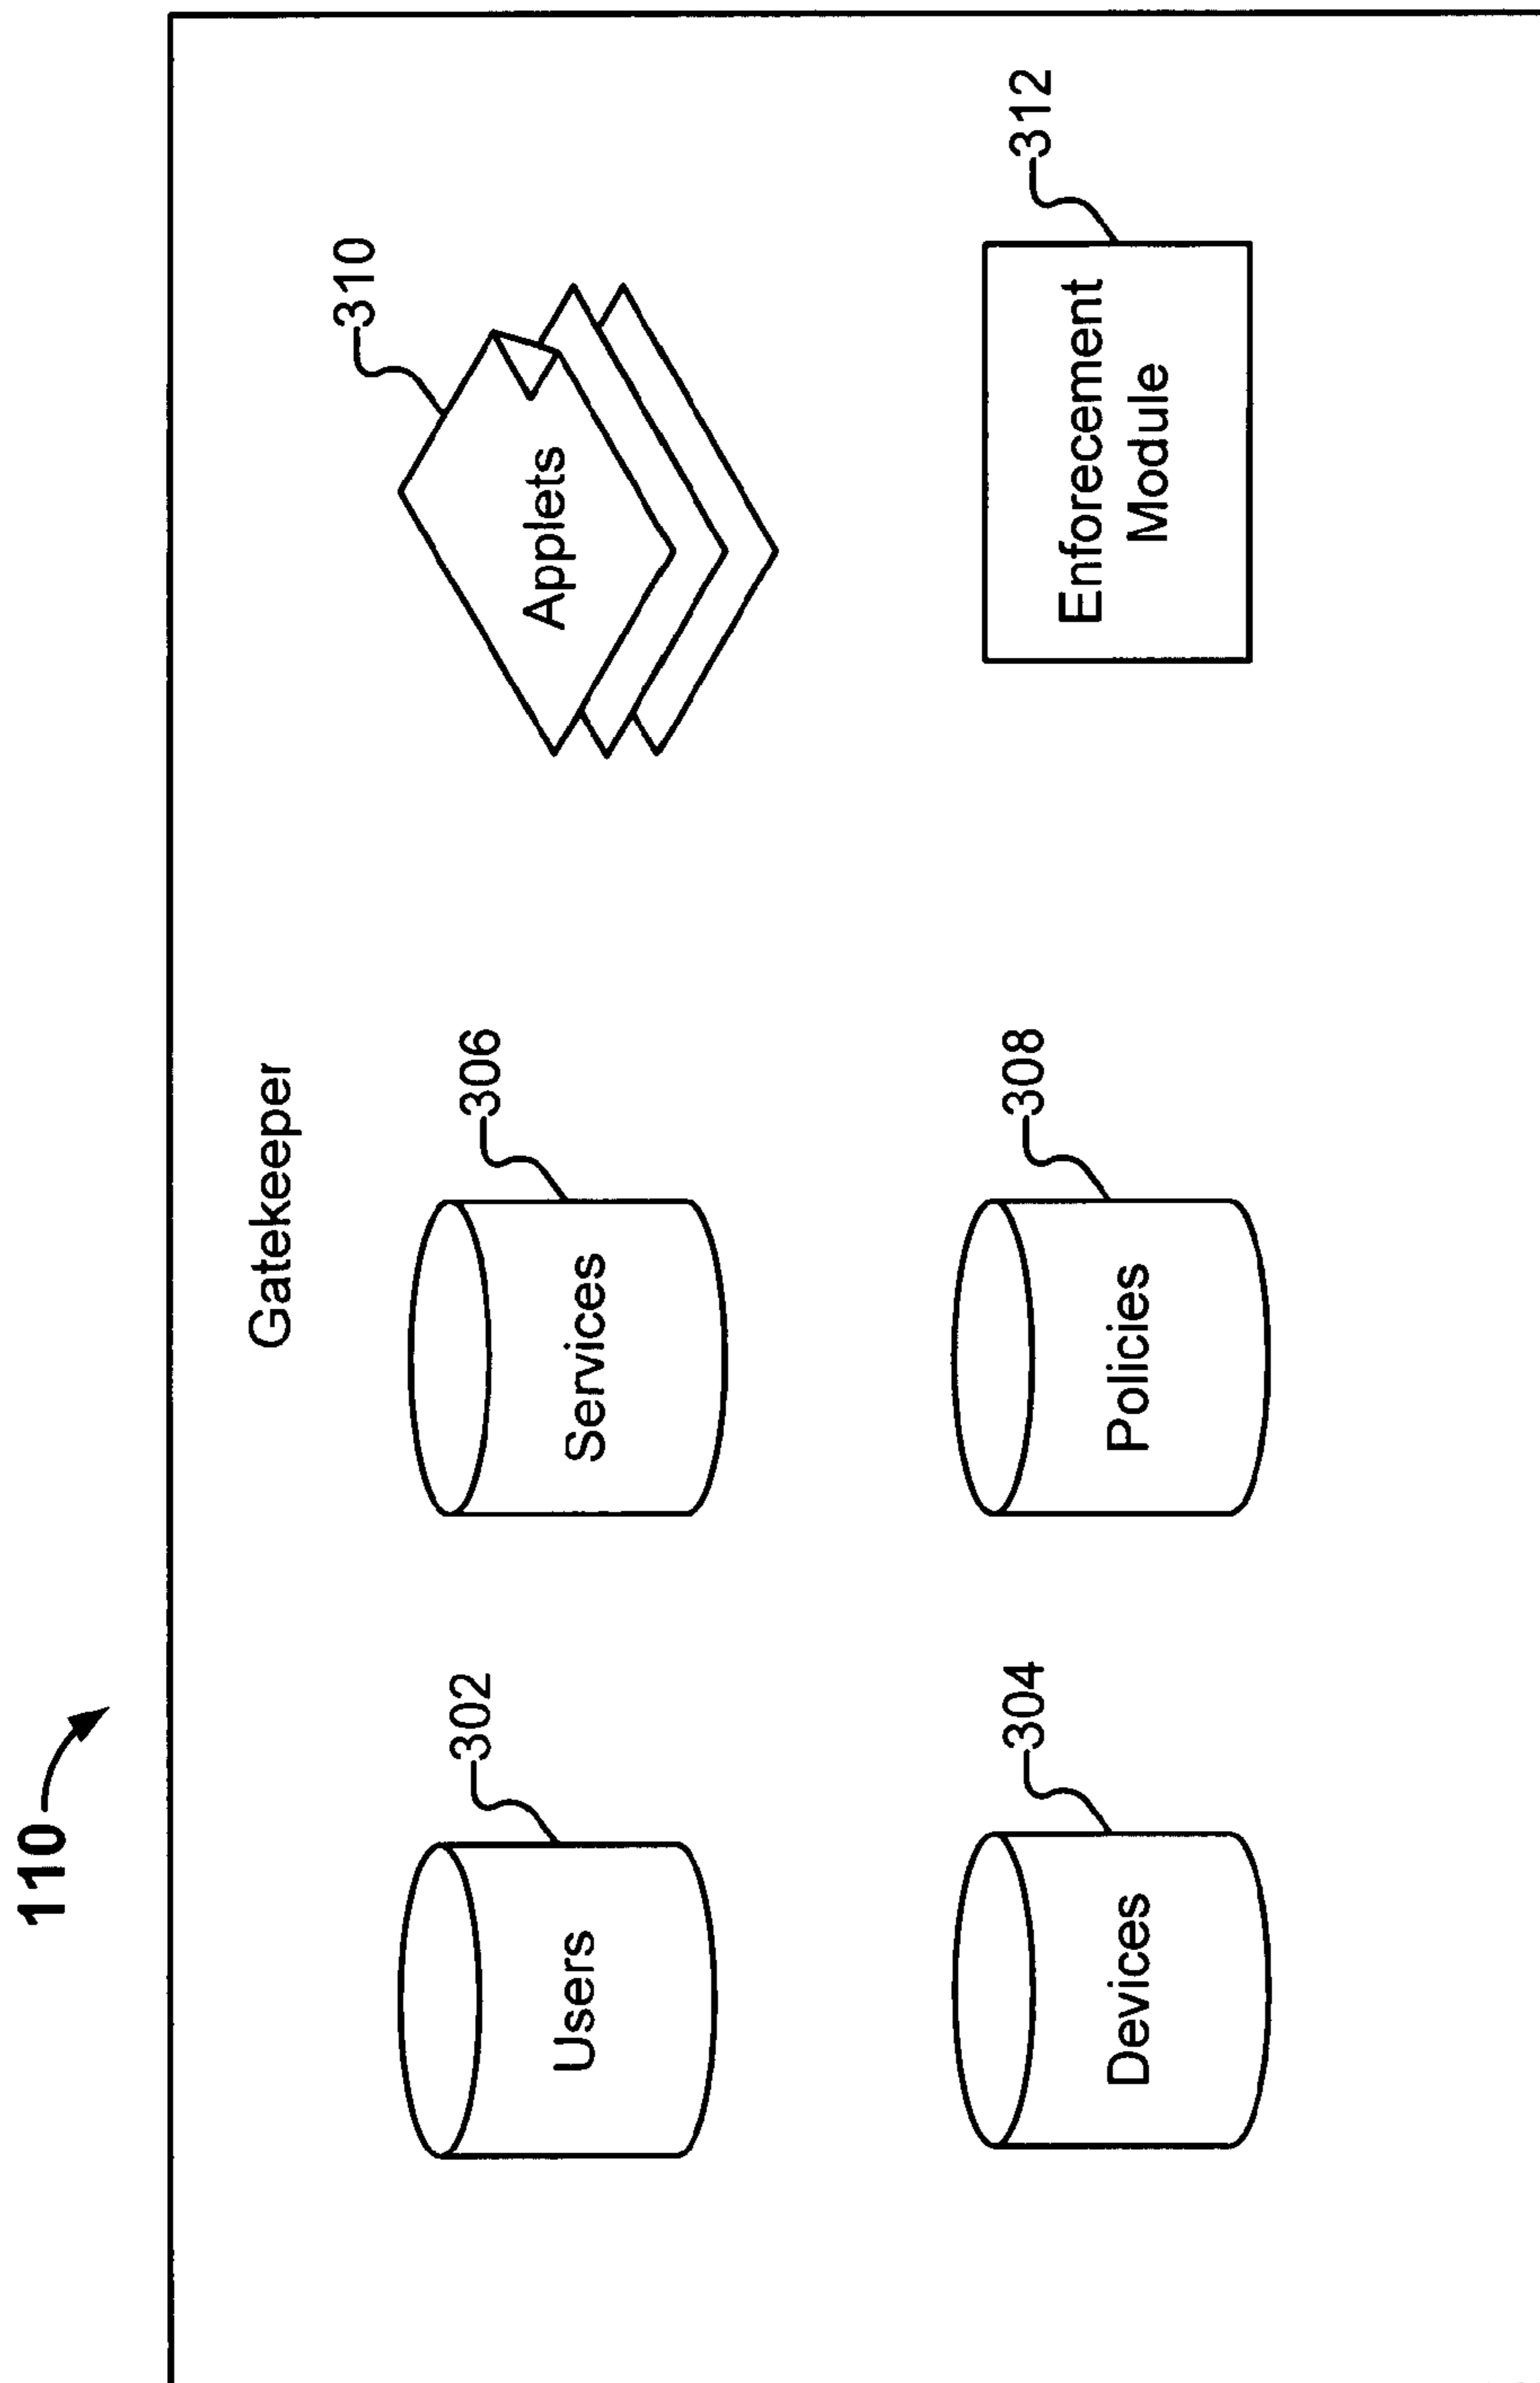 110
Gatekeeper
302
Users
306
Services
310
Applets
304
Devices
308
Policies
312
Enforecement
Module